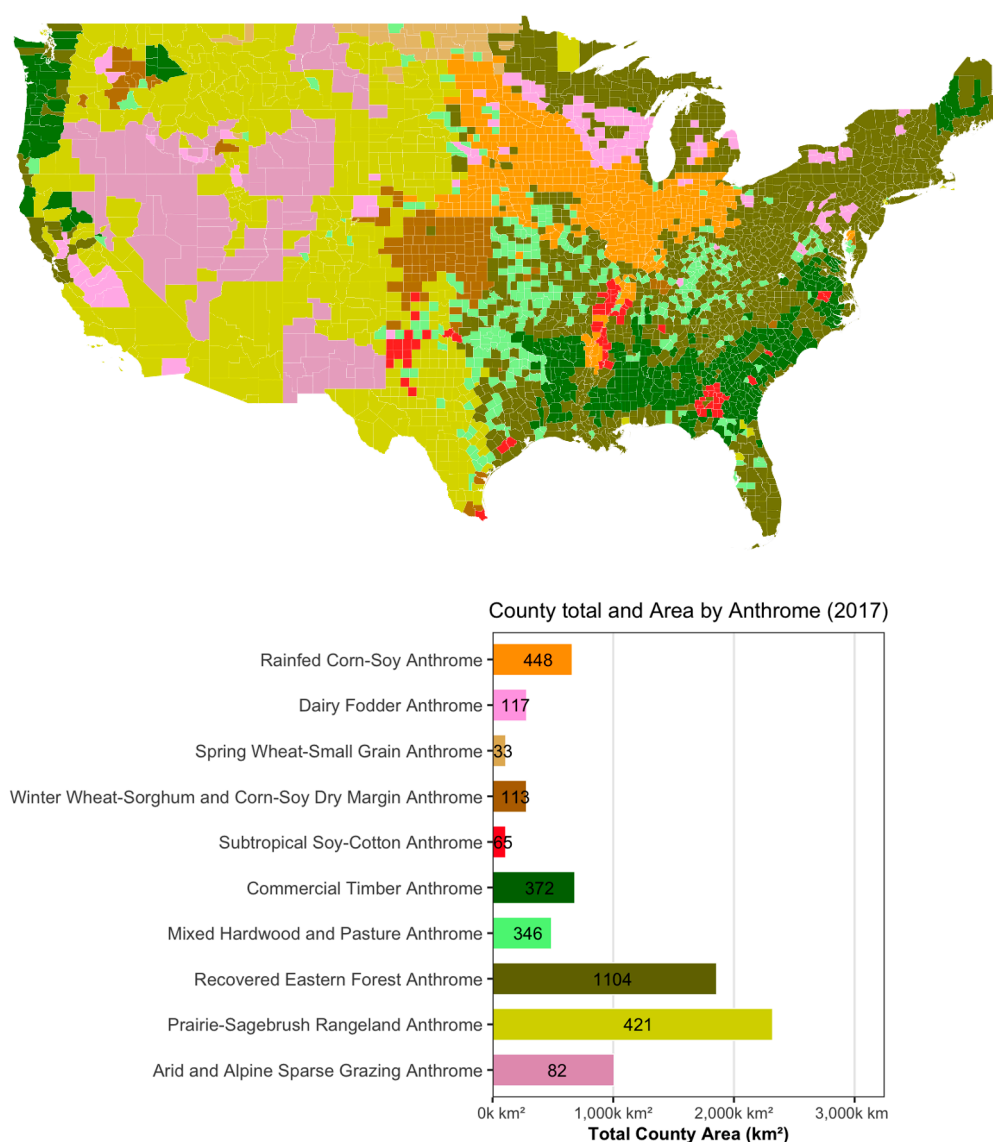 County total and Area by Anthrome (2017)
Rainfed Corn-Soy Anthrome 448
Dairy Fodder Anthrome 117
Spring Wheat-Small Grain Anthrome 33
Winter Wheat-Sorghum and Corn-Soy Dry Margin Anthrome 113
Subtropical Soy-Cotton Anthrome 65
Commercial Timber Anthrome 372
Mixed Hardwood and Pasture Anthrome 346
Recovered Eastern Forest Anthrome 1104
Prairie-Sagebrush Rangeland Anthrome 421
Arid and Alpine Sparse Grazing Anthrome 82
0k km² 1,000k km² 2,000k km² 3,000k km
Total County Area (km²)